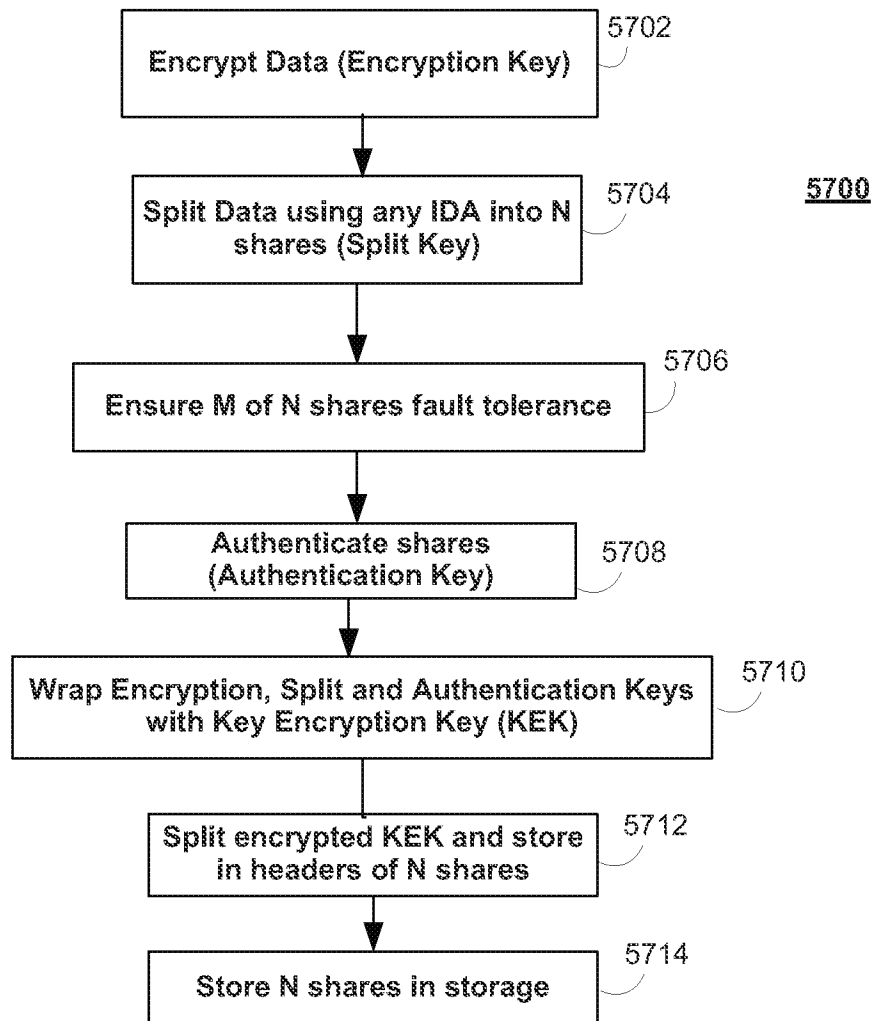 5702
Encrypt Data (Encryption Key)
5704
5700
Split Data using any IDA into N
shares (Split Key)
5706
Ensure M of N shares fault tolerance
Authenticate shares
(Authentication Key)
5708
5710
Wrap Encryption, Split and Authentication Keys
with Key Encryption Key (KEK)
5712
Split encrypted KEK and store
in headers of N shares
5714
Store N shares in storage